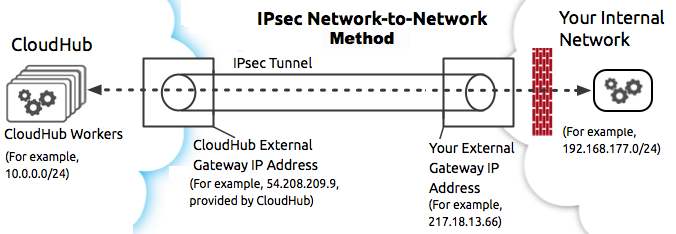 IPsec Network-to-Network
Method
CloudHub
Your Internal
Network
IPsec Tunnel
CloudHub Workers
(For example,
10.0.0.0/24)
CloudHub External
Gateway IP Address
(For example, 54.208.209.9,
provided by CloudHub)
Your External
Gateway IP
Address
(For example,
217.18.13.66)
(For example,
192.168.177.0/24)